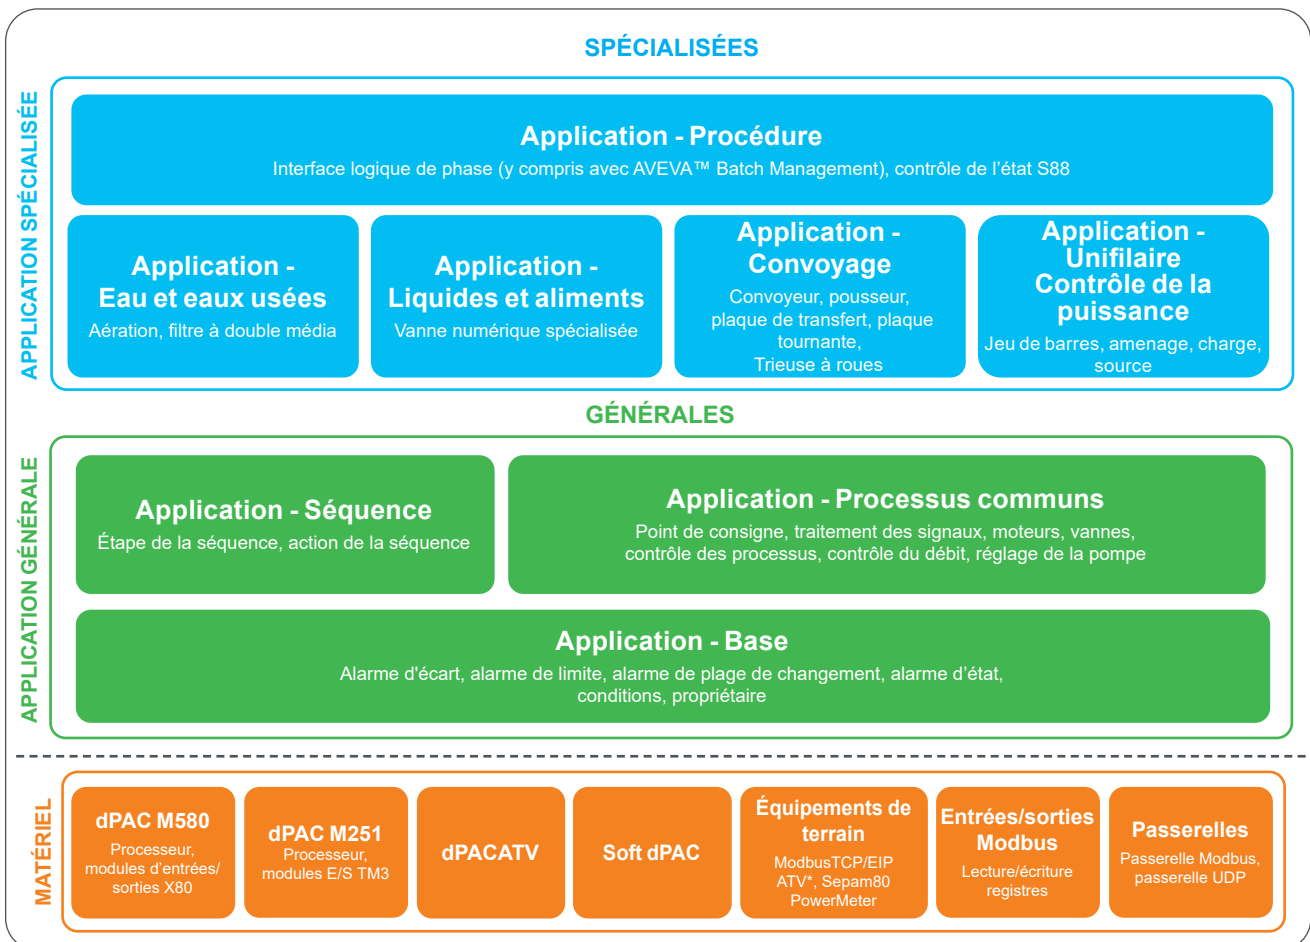 SPÉCIALISÉES
APPLICATION SPÉCIALISÉE
Application - Procédure
Interface logique de phase (y compris avec AVEVA™ Batch Management), contrôle de l’état S88
Application -
Eau et eaux usées
Aération, filtre à double média
Application -
Liquides et aliments
Vanne numérique spécialisée
Application -
Convoyage
Convoyeur, pousseur,
plaque de transfert, plaque
tournante,
Trieuse à roues
Application -
Unifilaire
Contrôle de la
puissance
Jeu de barres, amenage, charge,
source
GÉNÉRALES
APPLICATION GÉNÉRALE
Application - Séquence
Étape de la séquence, action de la séquence
Application - Processus communs
Point de consigne, traitement des signaux, moteurs, vannes,
contrôle des processus, contrôle du débit, réglage de la pompe
Application - Base
Alarme d'écart, alarme de limite, alarme de plage de changement, alarme d’état,
conditions, propriétaire
MATÉRIEL
dPAC M580
Processeur,
modules d’entrées/
sorties X80
dPAC M251
Processeur,
modules E/S TM3
dPACATV
Soft dPAC
Équipements de
terrain
ModbusTCP/EIP
ATV*, Sepam80
PowerMeter
Entrées/sorties
Modbus
Lecture/écriture
registres
Passerelles
Passerelle Modbus,
passerelle UDP